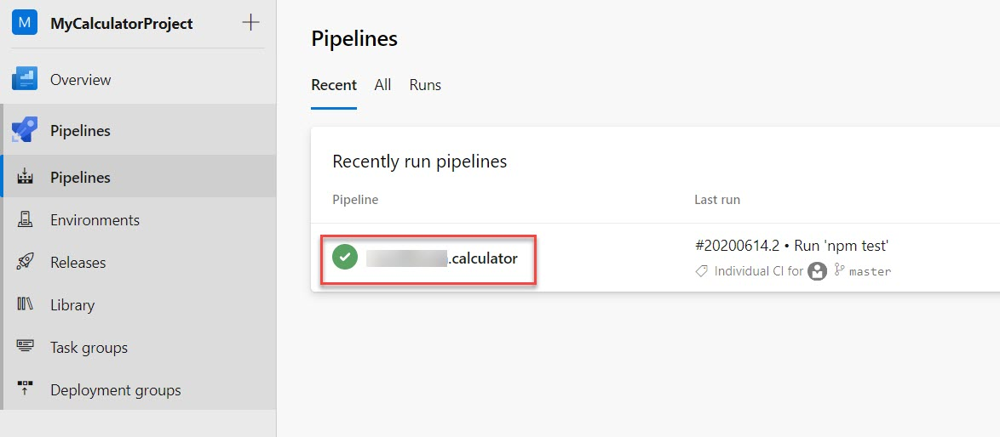 M MyCalculatorProject +
Overview
Pipelines
Pipelines
Environments
Releases
Library
Task groups
Deployment groups
Pipelines
Recent All Runs
Recently run pipelines
Pipeline Last run
.calculator #20200614.2 • Run 'npm test'
Individual CI for master